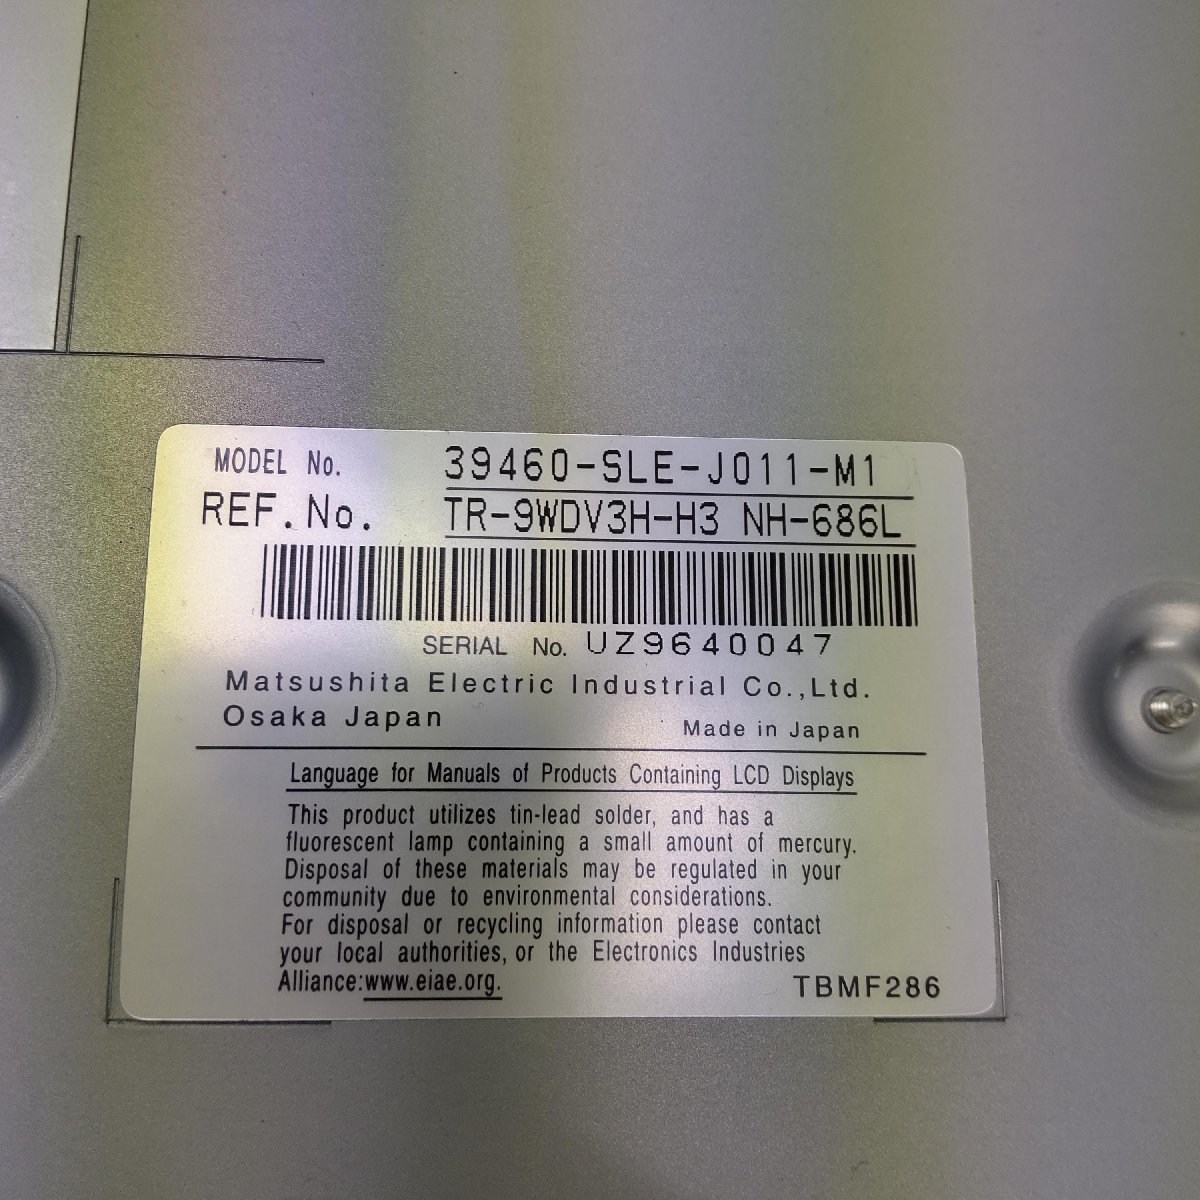 MODEL No. 39460-SLE-J011-M1
REF.No. TR-9WDV3H-H3 NH-686L
SERIAL No. UZ9640047
Matsushita Electric Industrial Co.,Ltd.
Osaka Japan Made in Japan
Language for Manuals of Products Containing LCD Displays
This product utilizes tin-lead solder, and has a
fluorescent lamp containing a small amount of mercury.
Disposal of these materials may be regulated in your
community due to environmental considerations.
For disposal or recycling information please contact
your local authorities, or the Electronics Industries
Alliance:www.eiae.org.
TBMF286